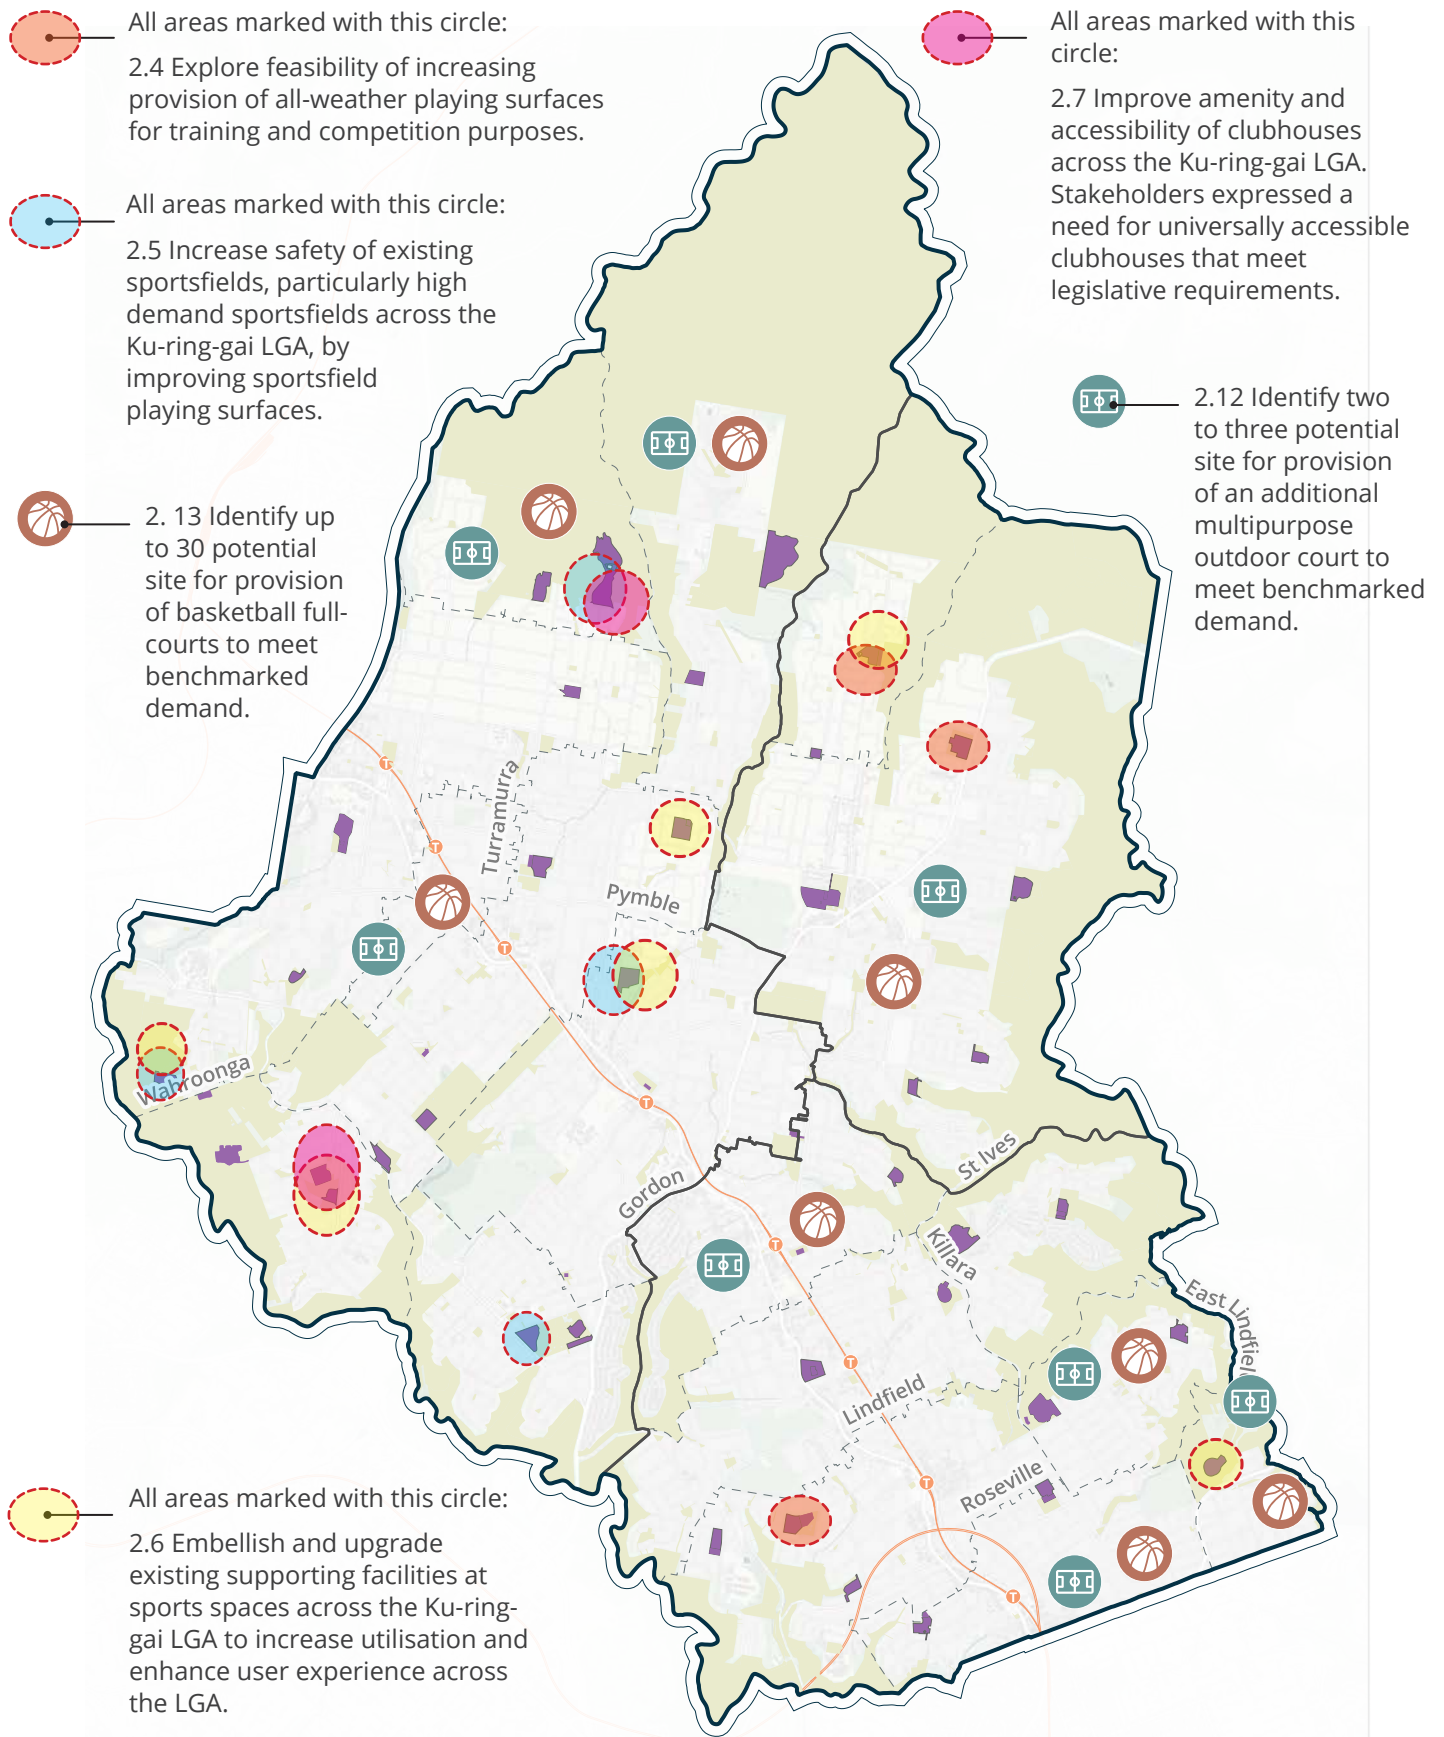 All areas marked with this circle:
2.4 Explore feasibility of increasing
provision of all-weather playing surfaces
for training and competition purposes.
All areas marked with this
circle:
2.7 Improve amenity and
accessibility of clubhouses
across the Ku-ring-gai LGA.
Stakeholders expressed a
need for universally accessible
clubhouses that meet
legislative requirements.
All areas marked with this circle:
2.5 Increase safety of existing
sportsfields, particularly high
demand sportsfields across the
Ku-ring-gai LGA, by
improving sportsfield
playing surfaces.
2.12 Identify two
to three potential
site for provision
of an additional
multipurpose
outdoor court to
meet benchmarked
demand.
2. 13 Identify up
to 30 potential
site for provision
of basketball full-
courts to meet
benchmarked
demand.
T
Turramurra
T
Pymble
T
Wahroonga
T
St Ives
Gordon
T
Killara
East Lindfiel
T
Lindfield
T
Roseville
T
All areas marked with this circle:
2.6 Embellish and upgrade
existing supporting facilities at
sports spaces across the Ku-ring-
gai LGA to increase utilisation and
enhance user experience across
the LGA.